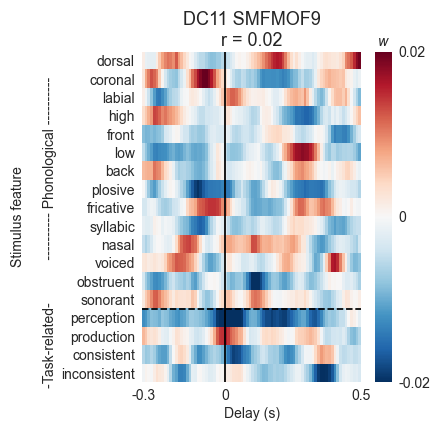 DC11 SMFMOF9
r = 0.02
w
dorsal
coronal
labial
high
front
low
back
plosive
fricative
syllabic
nasal
voiced
obstruent
sonorant
perception
production
consistent
inconsistent
Stimulus feature
---------- Phonological ----------
-Task-related-
0.02
0
-0.02
-0.3
0
0.5
Delay (s)